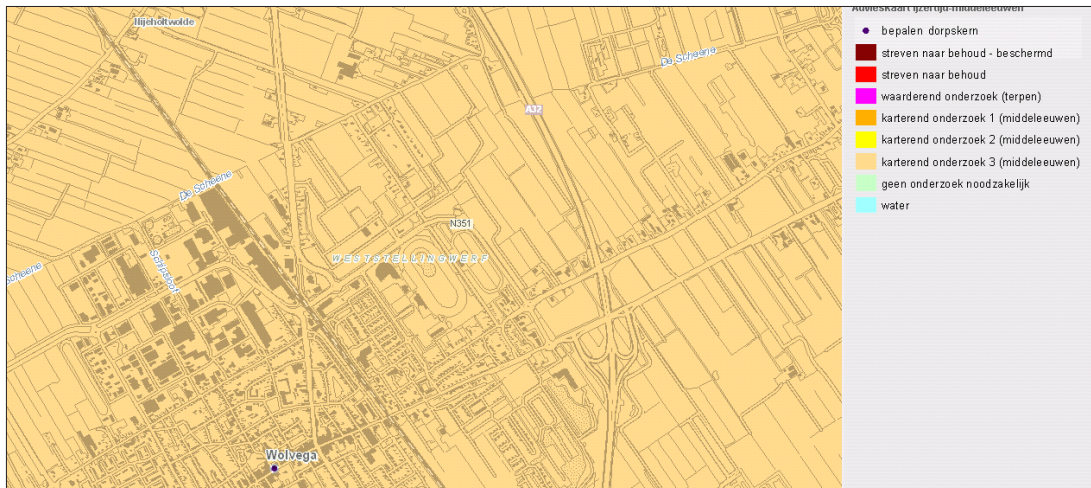 Nijeholtwolde
De Scheene
A32
De Scheene
N351
WESTSTELLINGWERF
Scheene
Schipsloot
Wolvega
Advieskaart ijzertijd-middeleeuwen
bepalen dorpskern
streven naar behoud - beschermd
streven naar behoud
waarderend onderzoek (terpen)
karterend onderzoek 1 (middeleeuwen)
karterend onderzoek 2 (middeleeuwen)
karterend onderzoek 3 (middeleeuwen)
geen onderzoek noodzakelijk
water